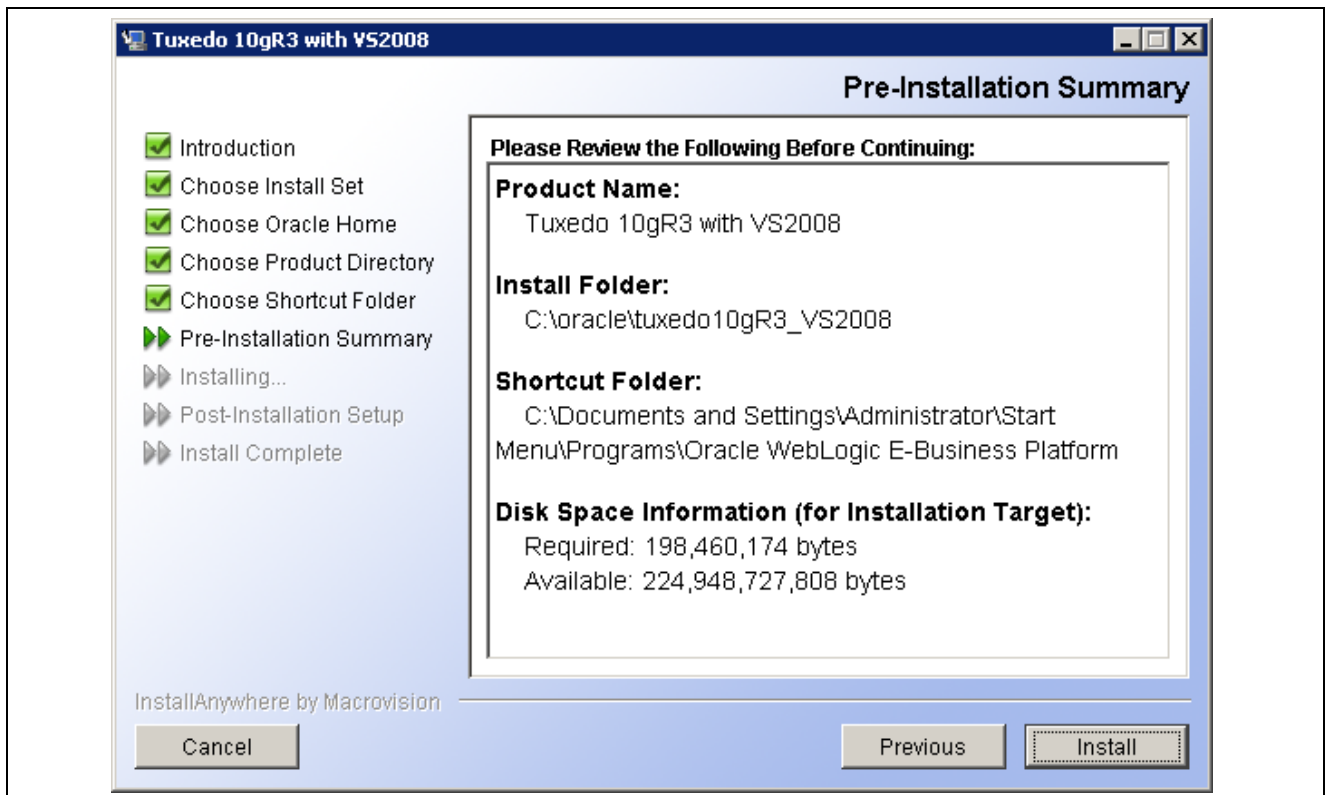 Tuxedo 10gR3 with VS2008
Pre-Installation Summary
Introduction
Choose Install Set
Choose Oracle Home
Choose Product Directory
Choose Shortcut Folder
Pre-Installation Summary
Installing...
Post-Installation Setup
Install Complete
Please Review the Following Before Continuing:
Product Name:
Tuxedo 10gR3 with VS2008
Install Folder:
C:\oracle\tuxedo10gR3_VS2008
Shortcut Folder:
C:\Documents and Settings\Administrator\Start
Menu\Programs\Oracle WebLogic E-Business Platform
Disk Space Information (for Installation Target):
Required: 198,460,174 bytes
Available: 224,948,727,808 bytes
InstallAnywhere by Macrovision
Cancel
Previous
Install